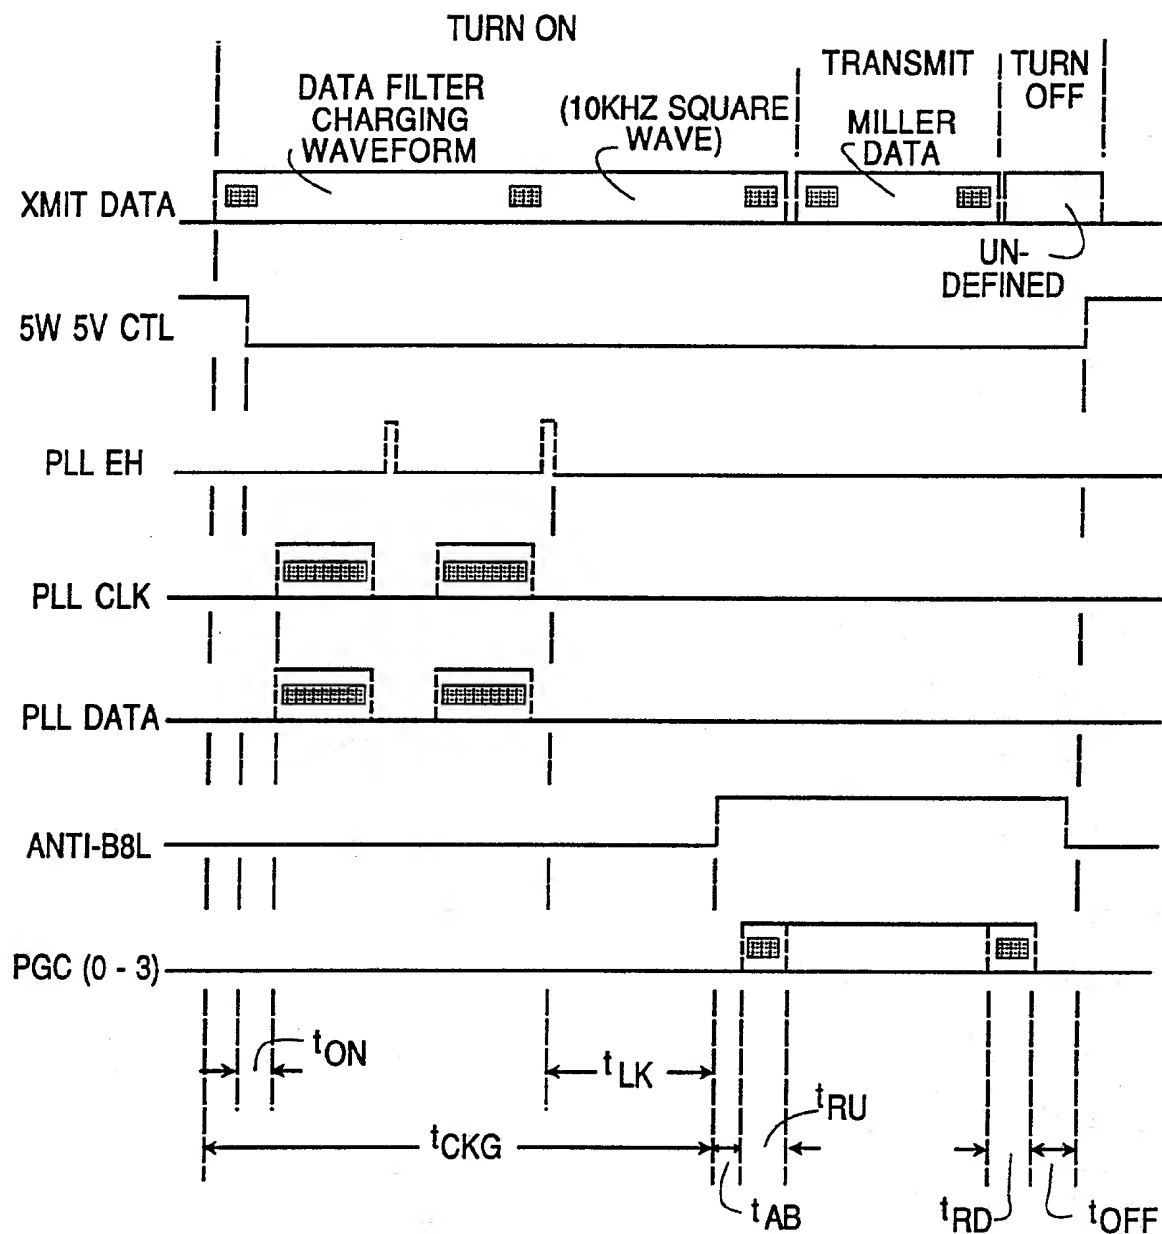 TURN ON
TRANSMIT
TURN
OFF
DATA FILTER
CHARGING
WAVEFORM
(10KHZ SQUARE
WAVE)
MILLER
DATA
XMIT DATA
UN-
DEFINED
5W 5V CTL
PLL EH
PLL CLK
PLL DATA
ANTI-B8L
PGC (0 - 3)
tON
tLK
tRU
tCKG
tAB
tRD
tOFF